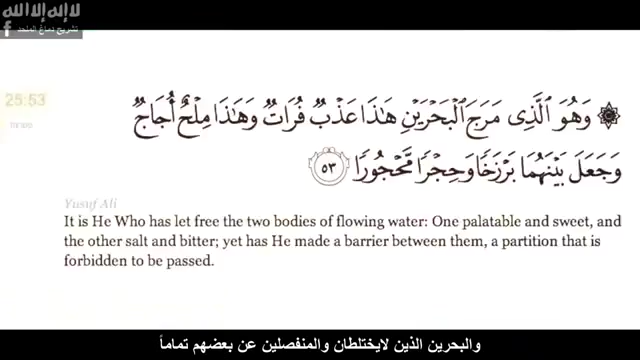 لا إله إلا الله
تشريح دماغ الملحد
25:53
۞ وَهُوَ ٱلَّذِى مَرَجَ ٱلْبَحْرَيْنِ هَـٰذَا عَذْبٌ فُرَاتٌ وَهَـٰذَا مِلْحٌ أُجَاجٌ
وَجَعَلَ بَيْنَهُمَا بَرْزَخًا وَحِجْرًا مَّحْجُورًا ٥٣
Yusuf Ali
It is He Who has let free the two bodies of flowing water: One palatable and sweet, and
the other salt and bitter; yet has He made a barrier between them, a partition that is
forbidden to be passed.
والبحرين الذين لايختلطان والمنفصلين عن بعضهم تماماً